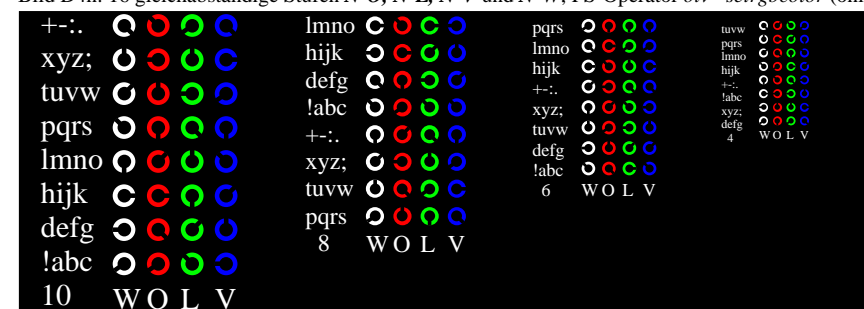 +-:.
xyz;
tuvw
pqrs
lmno
hijk
defg
!abc
10 W O L V
lmno
hijk
defg
!abc
+-:.
xyz;
tuvw
pqrs
8 W O L V
pqrs
lmno
hijk
+-:.
xyz;
tuvw
defg
!abc
6 W O L V
tuvw
pqrs
lmno
hijk
+-:.
!abc
xyz;
defg
4 W O L V